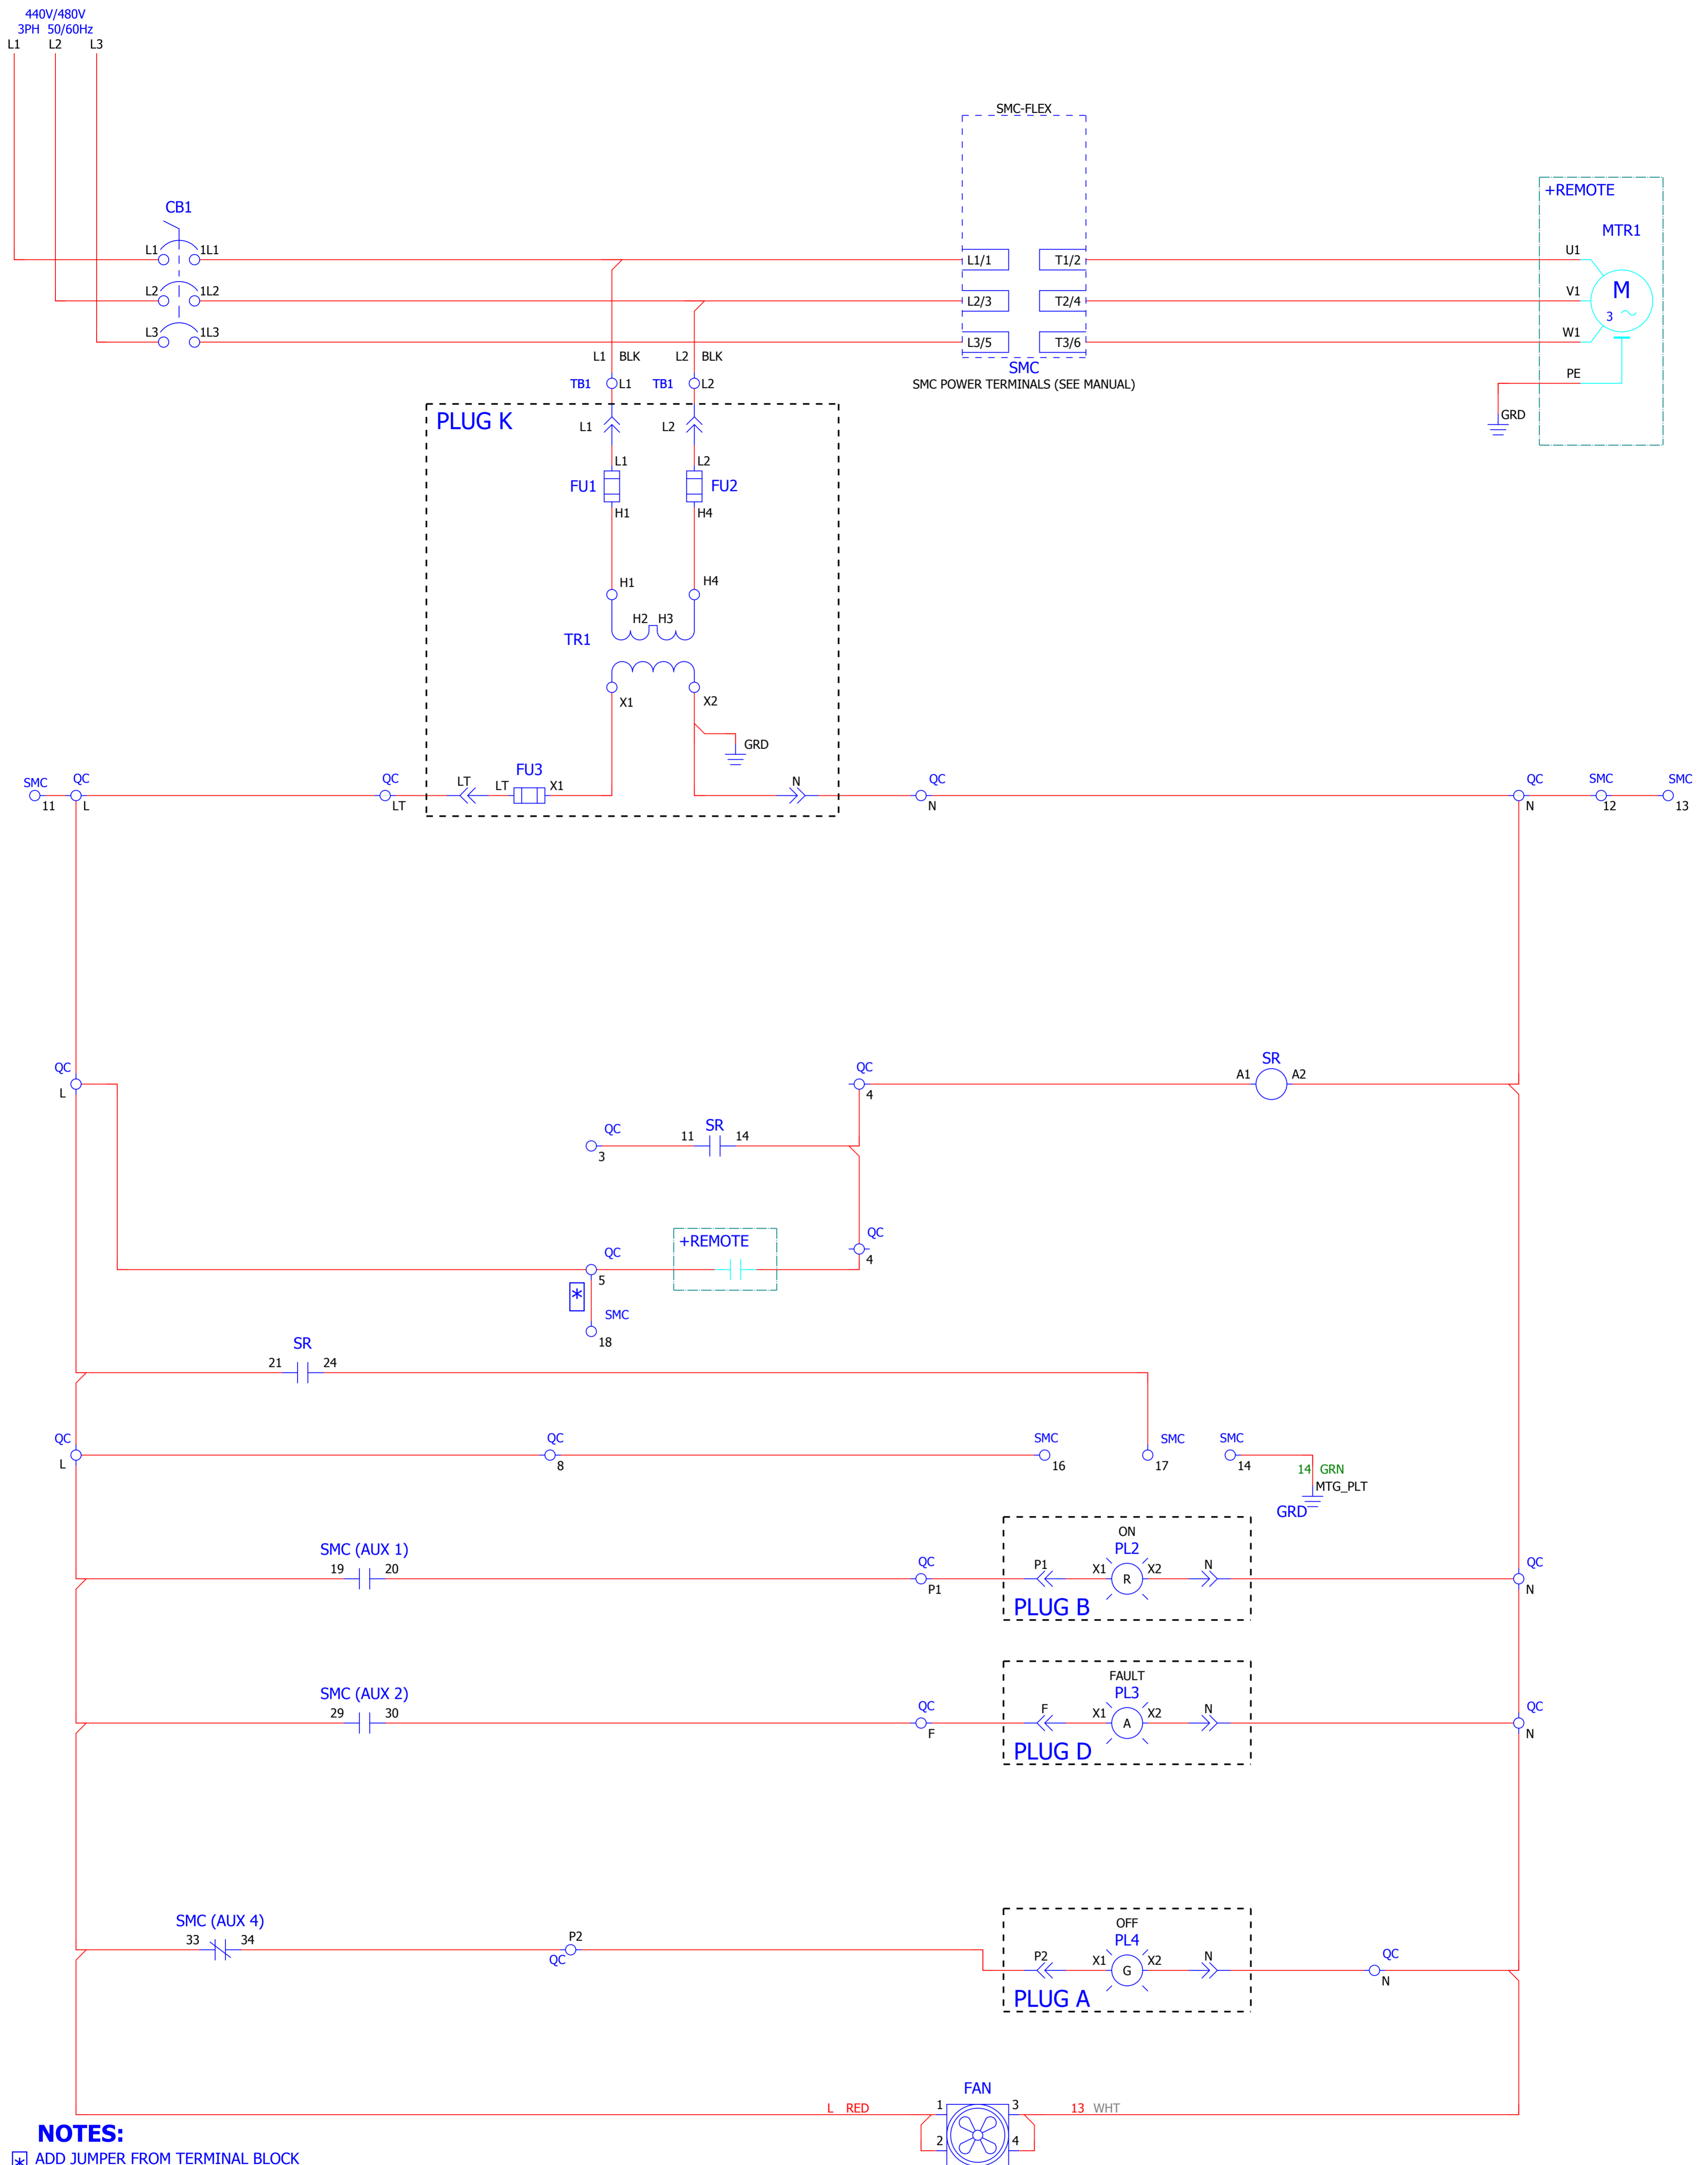 440V/480V
3PH 50/60Hz
L1 L2 L3
SMC-FLEX
+REMOTE
CB1
MTR1
L1 1L1
L1/1 T1/2
U1
L2 1L2
L2/3 T2/4
V1
M
3
L3 1L3
L3/5 T3/6
W1
L1 BLK L2 BLK
SMC
SMC POWER TERMINALS (SEE MANUAL)
PE
TB1 L1 TB1 L2
GRD
PLUG K
L1 L2
L1 L2
FU1 FU2
H1 H4
H1 H4
H2 H3
TR1
X1 X2
GRD
FU3
SMC QC QC LT LT X1 N QC QC SMC SMC
11 L LT N N 12 13
QC QC SR
L 4 A1 A2
SR
QC 11 14
3
QC
+REMOTE
4
QC
5
*
SMC
18
SR
21 24
QC QC SMC SMC SMC
L 8 16 17 14
14 GRN
MTG_PLT
GRD
ON
SMC (AUX 1) PL2
19 20 QC P1 X1 R X2 N QC
P1 N
PLUG B
FAULT
SMC (AUX 2) PL3
29 30 QC F X1 A X2 N QC
F N
PLUG D
OFF
SMC (AUX 4) PL4
33 34 P2
QC
P2 X1 G X2 N QC
N
PLUG A
FAN
L RED 1 3 13 WHT
2 4
NOTES:
* ADD JUMPER FROM TERMINAL BLOCK